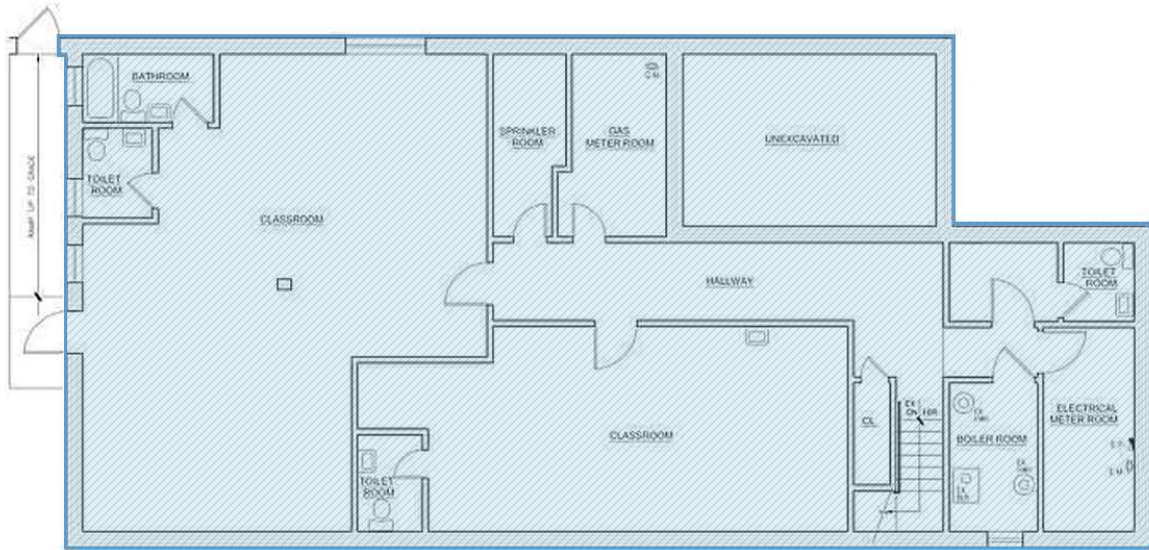 BATHROOM
SPRINKLER
ROOM
GAS
METER ROOM
G.M.
UNEXCAVATED
TOILET
ROOM
RAMP UP TO GRADE
CLASSROOM
HALLWAY
TOILET
ROOM
CL
CLASSROOM
BOILER ROOM
ELECTRICAL
METER ROOM
TOILET
ROOM
E.P.
E.M.